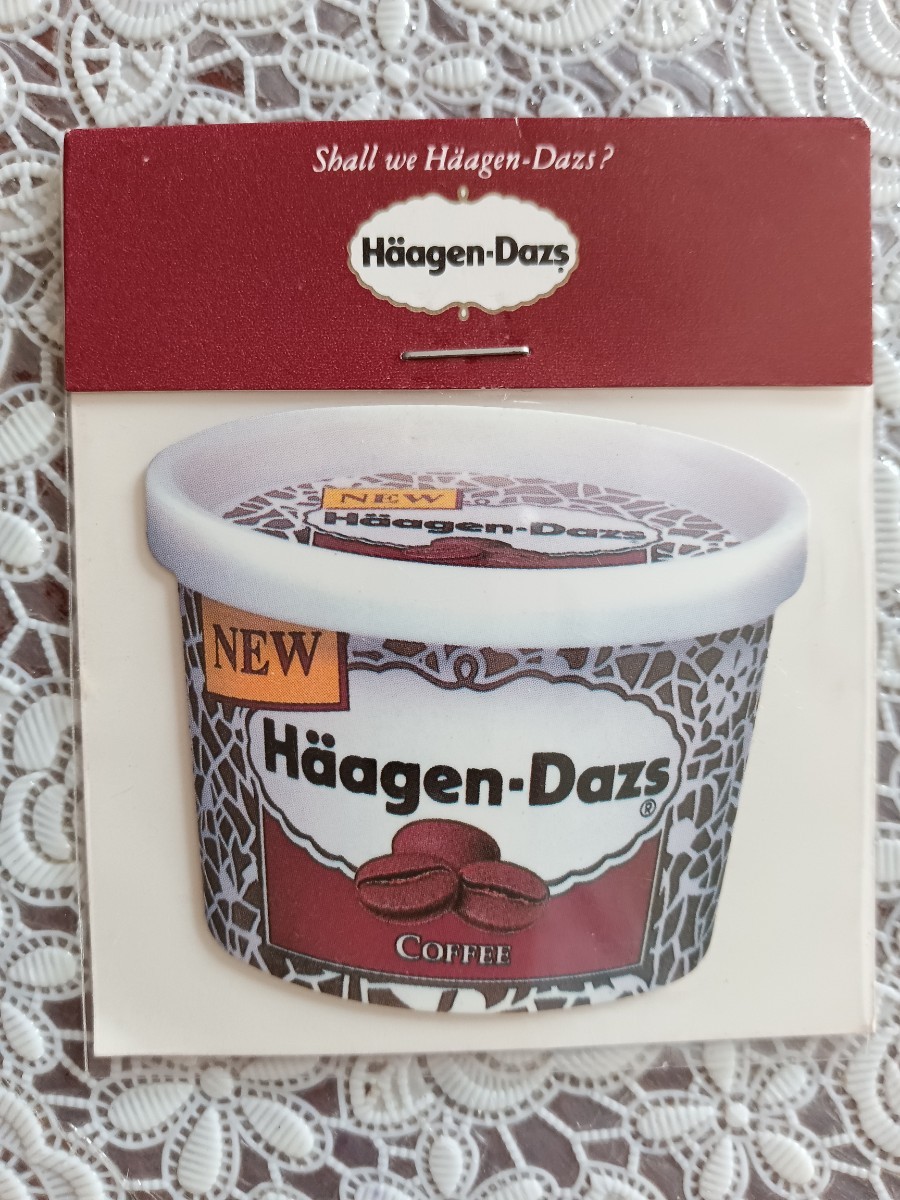 Shall we Häagen-Dazs?
Häagen-Dazs
NEW
Häagen-Dazs
NEW
Häagen-Dazs®
COFFEE